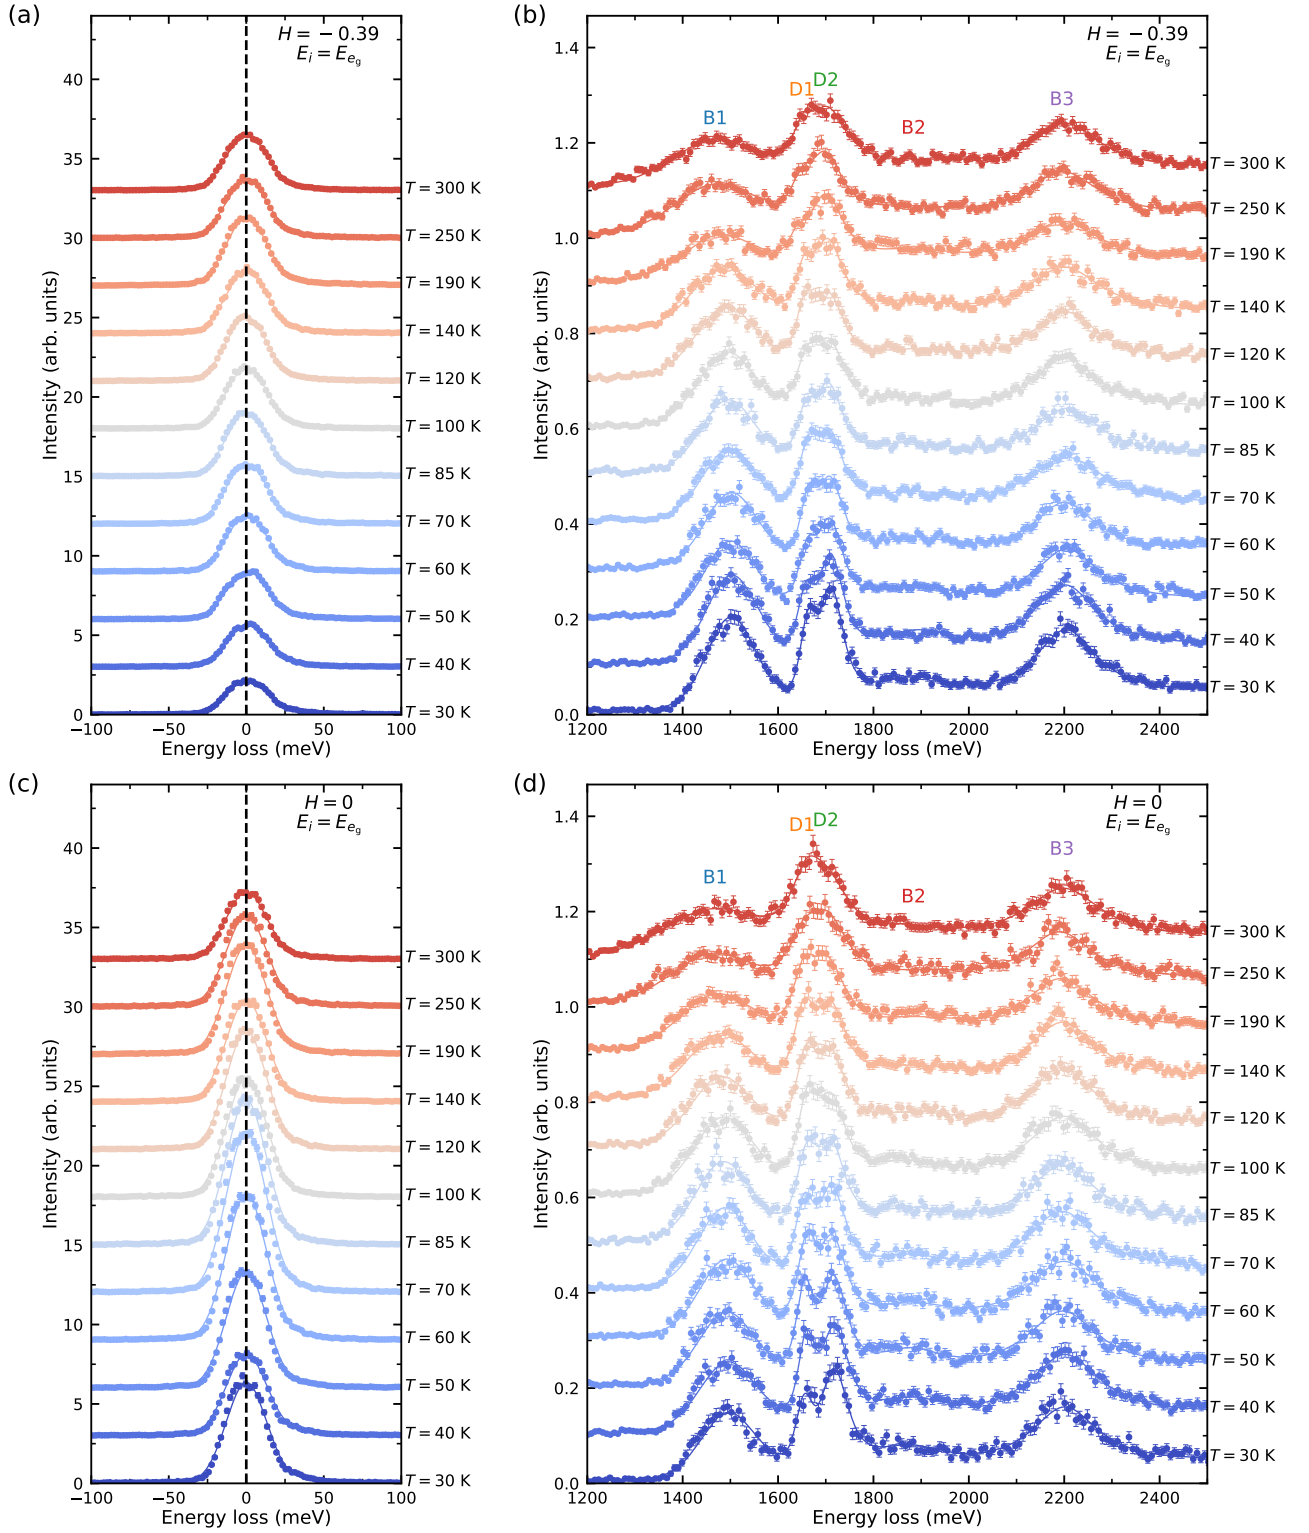 (a)
H = −0.39
E_i = E_{e_g}
40
35
30
25
20
15
10
5
0
Intensity (arb. units)
T = 300 K
T = 250 K
T = 190 K
T = 140 K
T = 120 K
T = 100 K
T = 85 K
T = 70 K
T = 60 K
T = 50 K
T = 40 K
T = 30 K
−100 −50 0 50 100
Energy loss (meV)
(b)
H = −0.39
E_i = E_{e_g}
B1 D1 D2 B2 B3
1.4
1.2
1.0
0.8
0.6
0.4
0.2
0.0
Intensity (arb. units)
T = 300 K
T = 250 K
T = 190 K
T = 140 K
T = 120 K
T = 100 K
T = 85 K
T = 70 K
T = 60 K
T = 50 K
T = 40 K
T = 30 K
1200 1400 1600 1800 2000 2200 2400
Energy loss (meV)
(c)
H = 0
E_i = E_{e_g}
40
35
30
25
20
15
10
5
0
Intensity (arb. units)
T = 300 K
T = 250 K
T = 190 K
T = 140 K
T = 120 K
T = 100 K
T = 85 K
T = 70 K
T = 60 K
T = 50 K
T = 40 K
T = 30 K
−100 −50 0 50 100
Energy loss (meV)
(d)
H = 0
E_i = E_{e_g}
B1 D1 D2 B2 B3
1.4
1.2
1.0
0.8
0.6
0.4
0.2
0.0
Intensity (arb. units)
T = 300 K
T = 250 K
T = 190 K
T = 140 K
T = 120 K
T = 100 K
T = 85 K
T = 70 K
T = 60 K
T = 50 K
T = 40 K
T = 30 K
1200 1400 1600 1800 2000 2200 2400
Energy loss (meV)